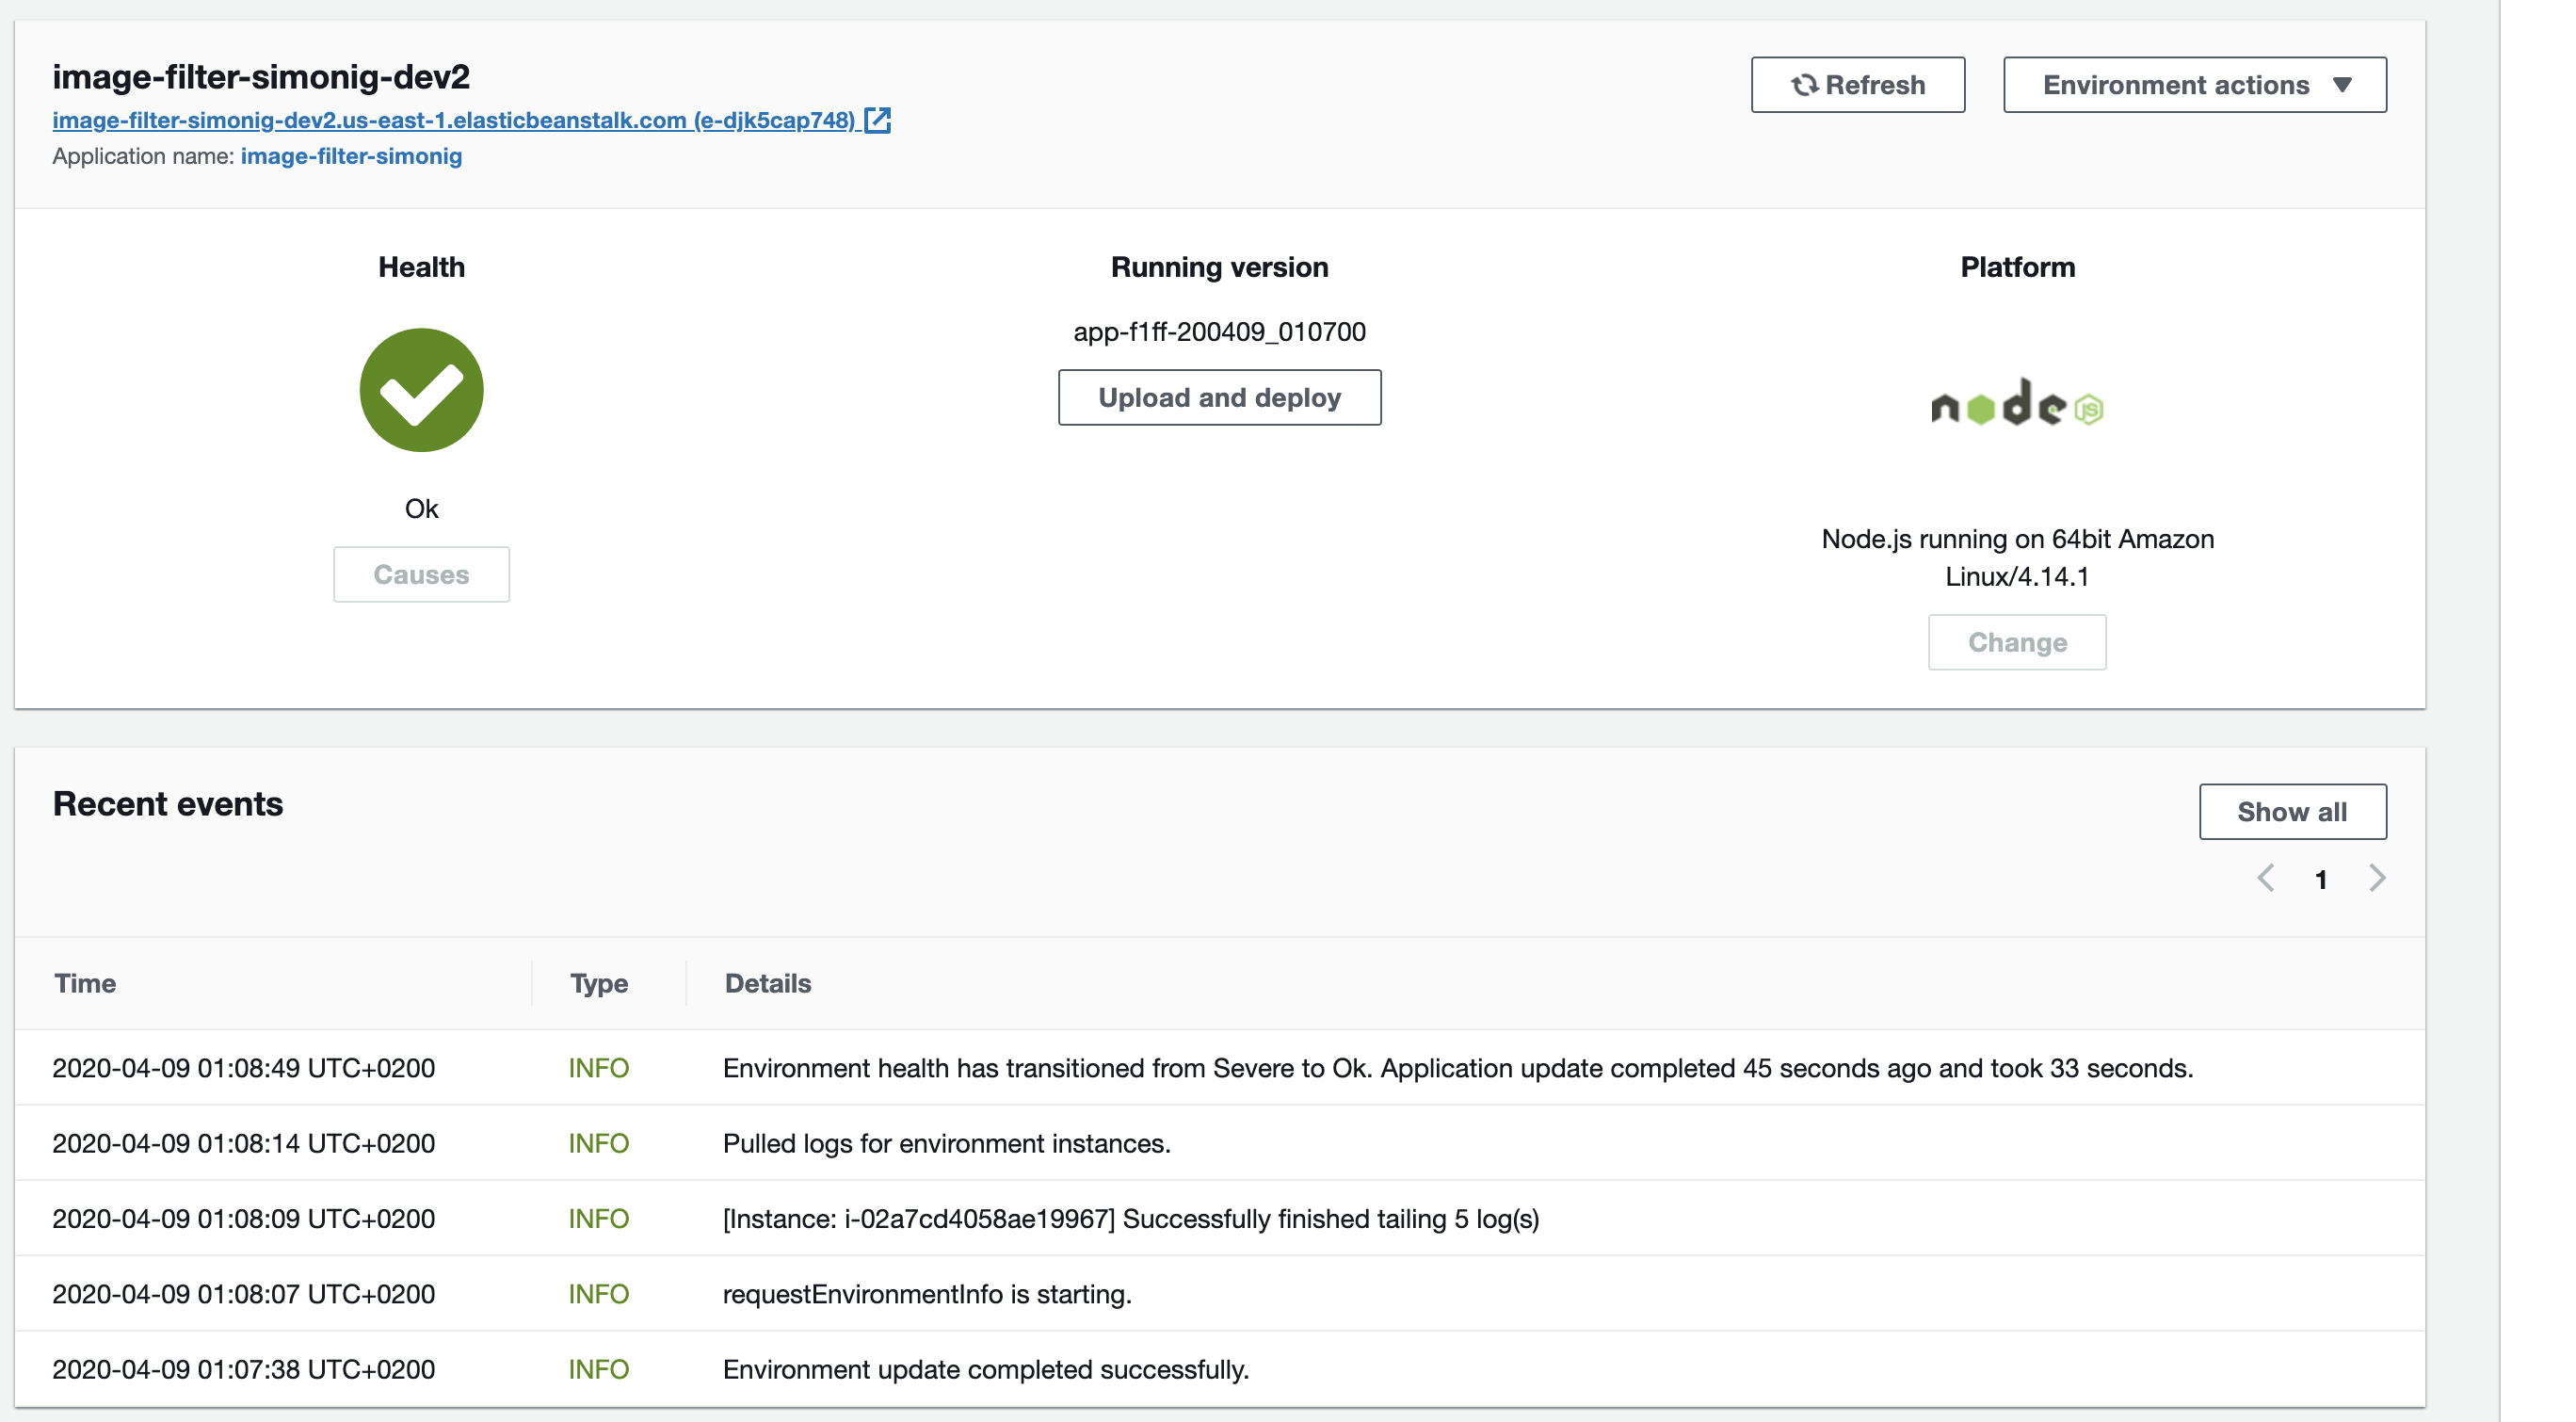 image-filter-simonig-dev2
image-filter-simonig-dev2.us-east-1.elasticbeanstalk.com (e-djk5cap748)
Application name: image-filter-simonig
Refresh
Environment actions
Health
Ok
Causes
Running version
app-f1ff-200409_010700
Upload and deploy
Platform
node JS
Node.js running on 64bit Amazon
Linux/4.14.1
Change
Recent events
Show all
1
Time Type Details
2020-04-09 01:08:49 UTC+0200 INFO Environment health has transitioned from Severe to Ok. Application update completed 45 seconds ago and took 33 seconds.
2020-04-09 01:08:14 UTC+0200 INFO Pulled logs for environment instances.
2020-04-09 01:08:09 UTC+0200 INFO [Instance: i-02a7cd4058ae19967] Successfully finished tailing 5 log(s)
2020-04-09 01:08:07 UTC+0200 INFO requestEnvironmentInfo is starting.
2020-04-09 01:07:38 UTC+0200 INFO Environment update completed successfully.